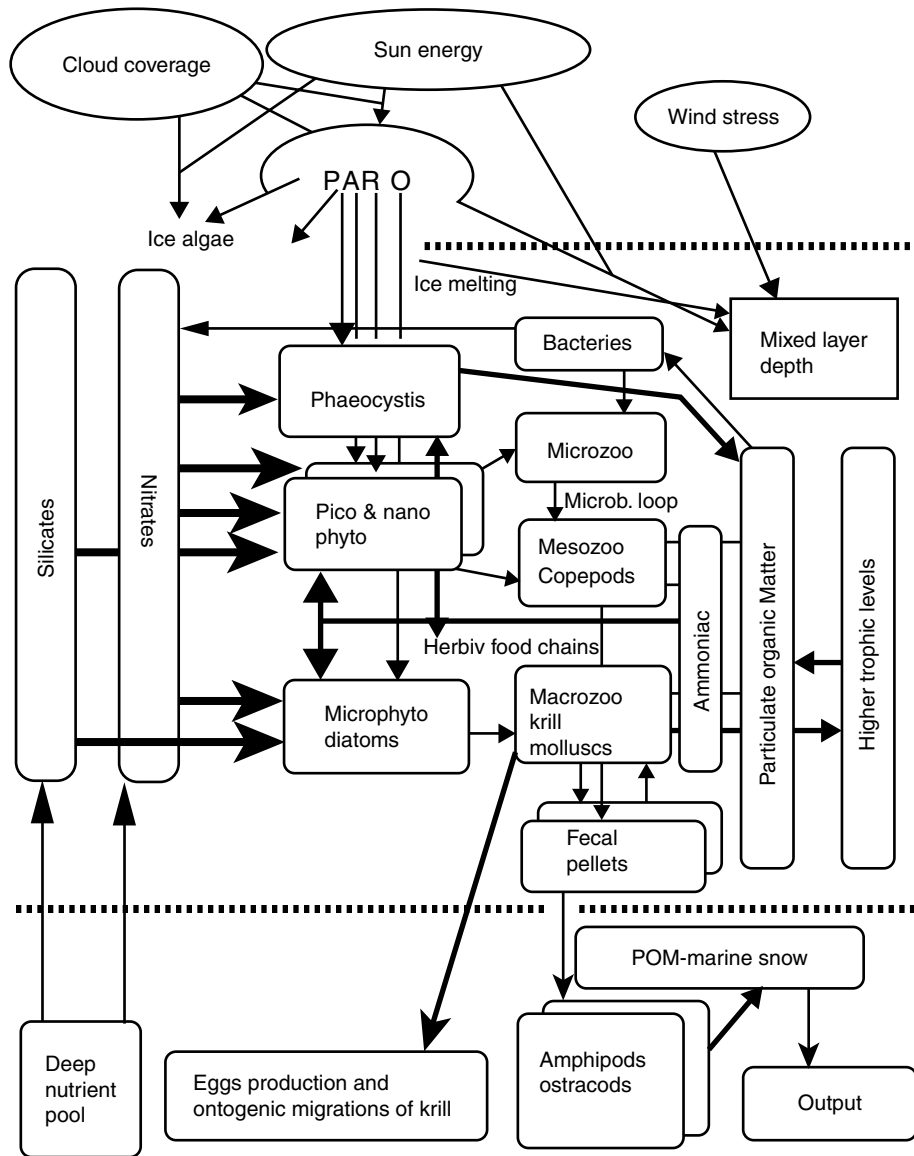 Cloud coverage
Sun energy
Wind stress
PAR O
Ice algae
Ice melting
Mixed layer
depth
Bacteries
Phaeocystis
Microzoo
Microb. loop
Pico & nano
phyto
Mesozoo
Copepods
Silicates
Nitrates
Ammoniac
Particulate organic Matter
Higher trophic levels
Herbiv food chains
Microphyto
diatoms
Macrozoo
krill
molluscs
Fecal
pellets
POM-marine snow
Deep
nutrient
pool
Eggs production and
ontogenic migrations of krill
Amphipods
ostracods
Output